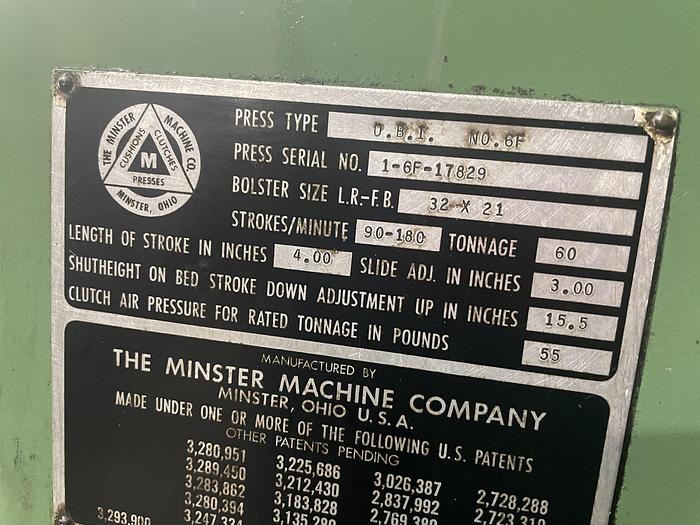 THE MINSTER MACHINE CO.
CUSHIONS CLUTCHES
M
PRESSES
MINSTER, OHIO
PRESS TYPE O.B.I. NO.6F
PRESS SERIAL NO. 1-6F-17829
BOLSTER SIZE L.R.-F.B. 32 X 21
STROKES/MINUTE 90-180 TONNAGE 60
LENGTH OF STROKE IN INCHES 4.00 SLIDE ADJ. IN INCHES 3.00
SHUTHEIGHT ON BED STROKE DOWN ADJUSTMENT UP IN INCHES 15.5
CLUTCH AIR PRESSURE FOR RATED TONNAGE IN POUNDS 55
MANUFACTURED BY
THE MINSTER MACHINE COMPANY
MINSTER, OHIO U.S.A.
MADE UNDER ONE OR MORE OF THE FOLLOWING U.S. PATENTS
OTHER PATENTS PENDING
3,280,951 3,225,686 3,026,387 2,728,288
3,289,450 3,212,430 2,837,992
3,283,862 3,183,828
3,280,394
3,293,900